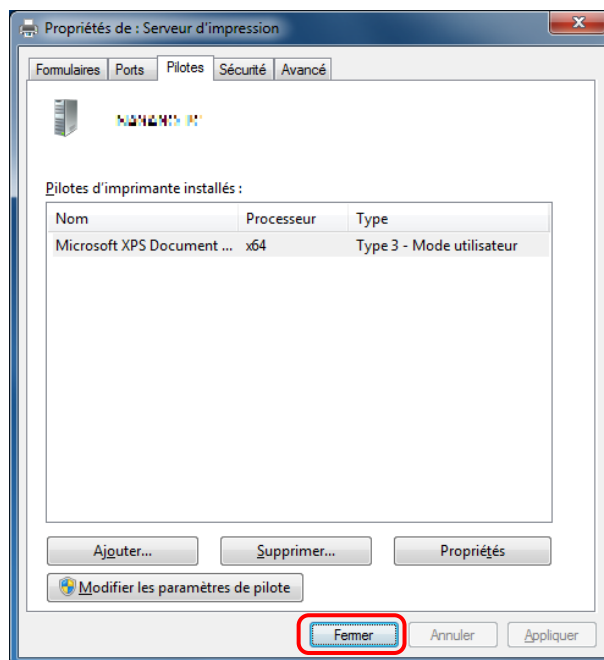 Propriétés de : Serveur d'impression
Formulaires Ports Pilotes Sécurité Avancé
Pilotes d'imprimante installés :
Nom Processeur Type
Microsoft XPS Document ... x64 Type 3 - Mode utilisateur
Ajouter... Supprimer... Propriétés
Modifier les paramètres de pilote
Fermer Annuler Appliquer